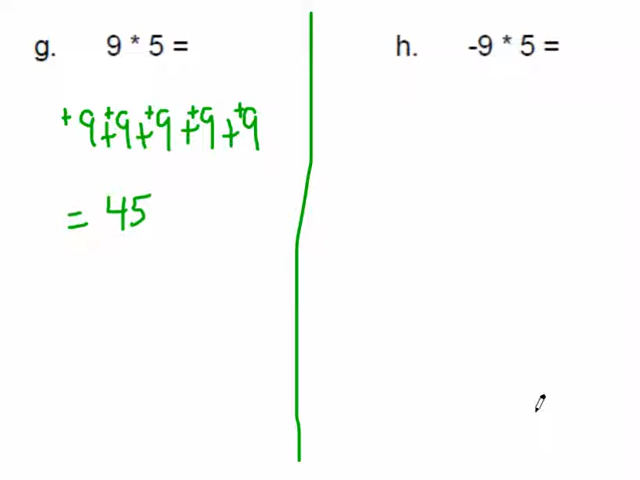 g. 9 * 5 =
+9 + +9 + +9 + +9 + +9
= 45
h. -9 * 5 =